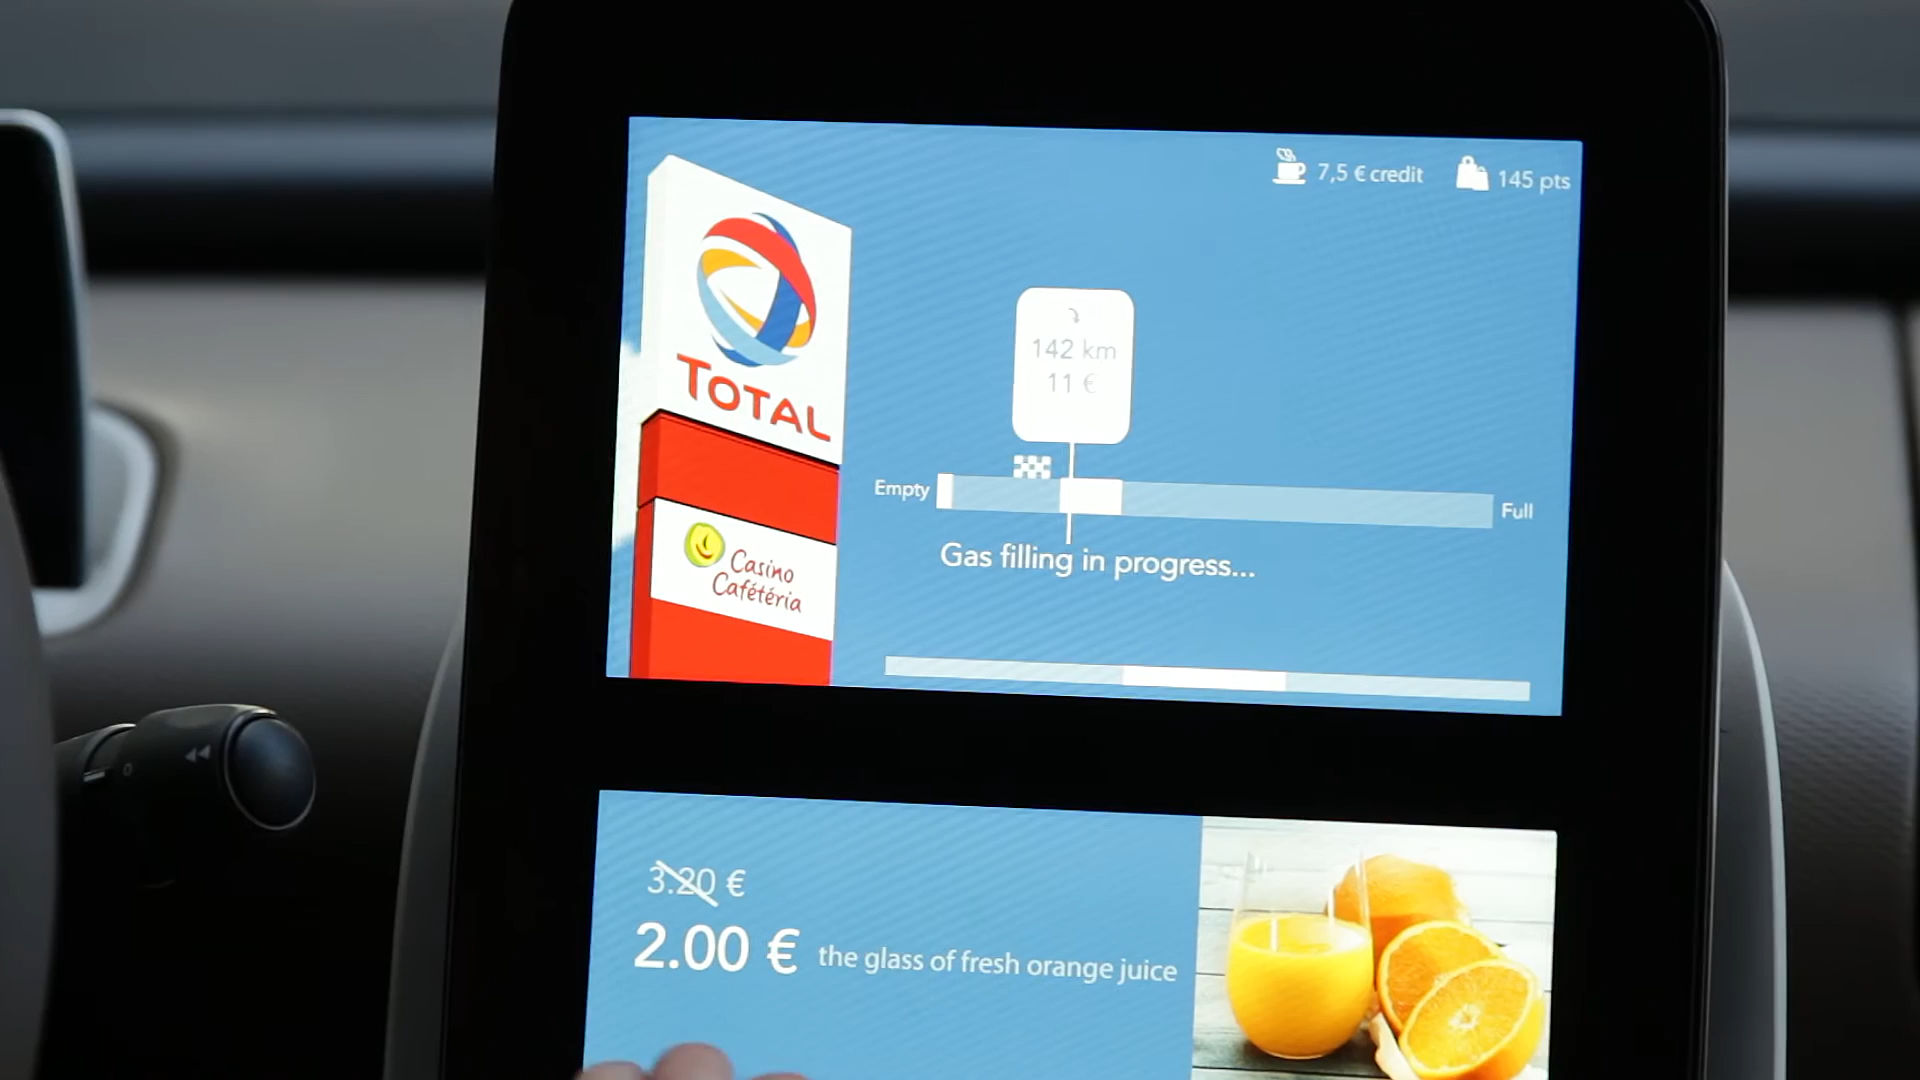 7,5 € credit
145 pts
TOTAL
142 km
11 €
Empty
Full
Casino
Cafétéria
Gas filling in progress...
3.20 €
2.00 € the glass of fresh orange juice